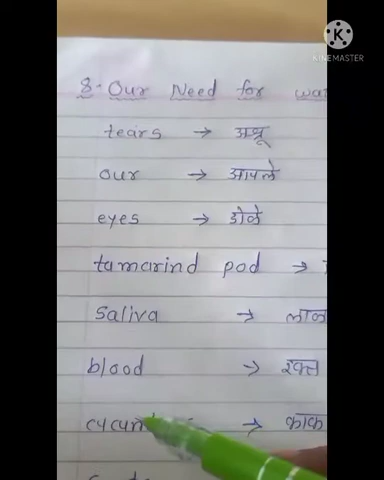 KINEMASTER
8. Our Need for
tears → अश्रू
our → आपले
eyes → डोळे
tamarind pod →
saliva →
blood → रक्त
→